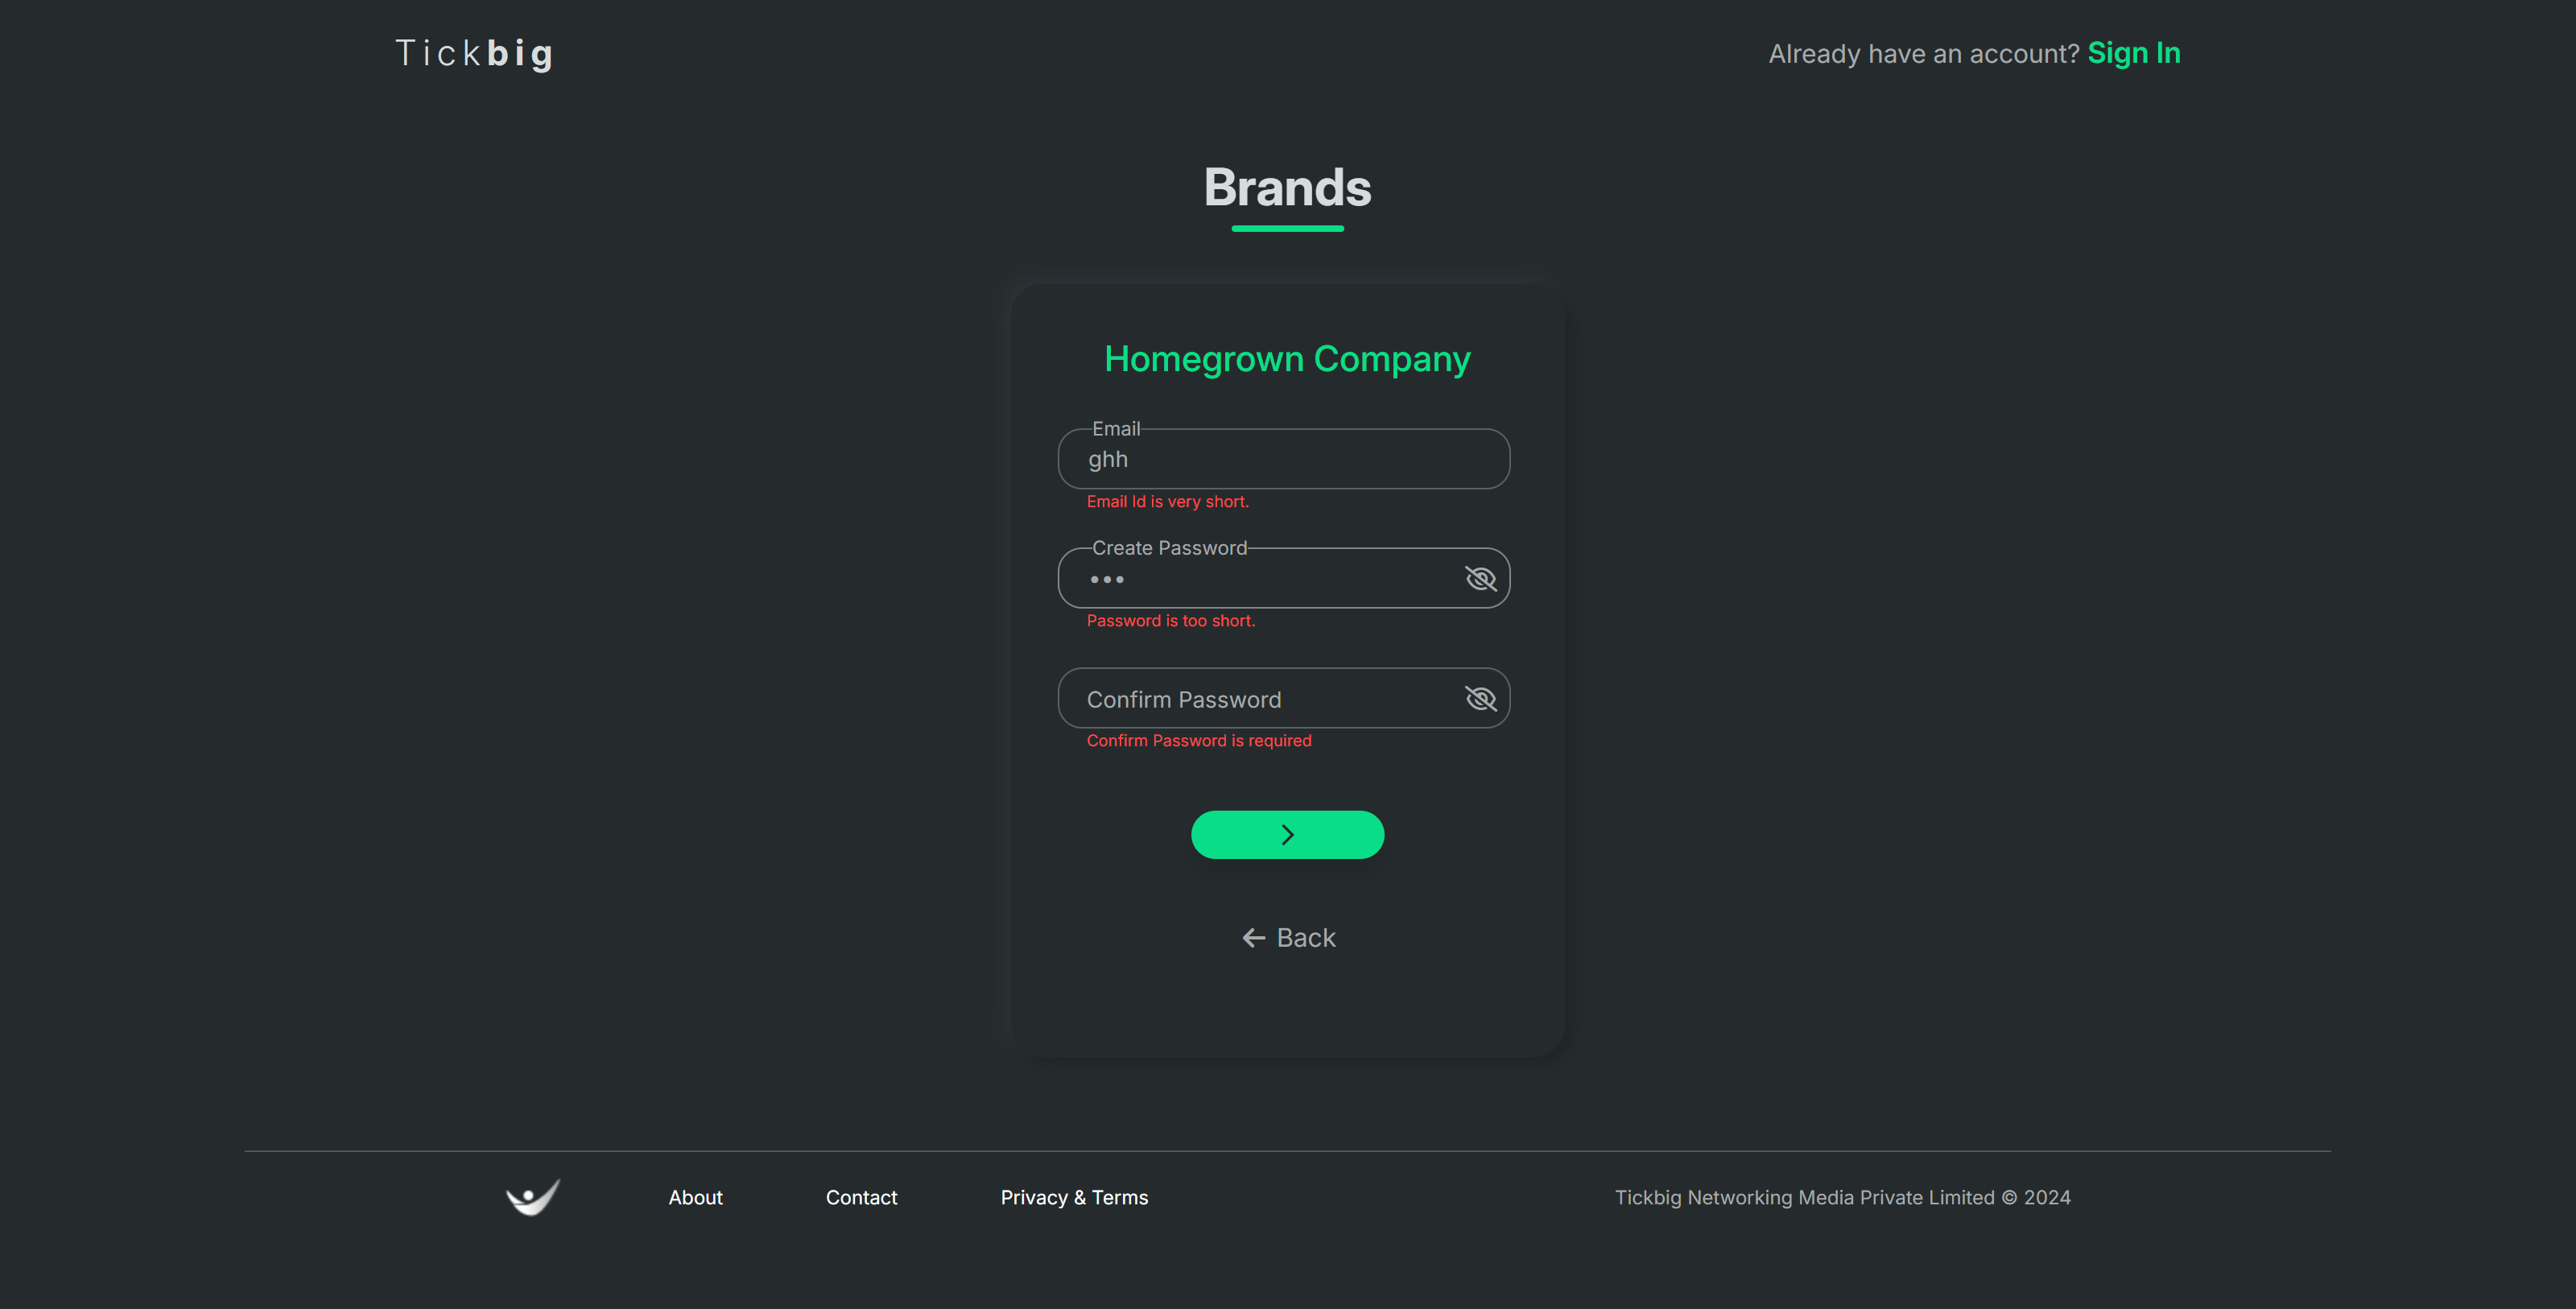 Tickbig
Already have an account? Sign In
Brands
Homegrown Company
Email
ghh
Email Id is very short.
Create Password
•••
Password is too short.
Confirm Password
Confirm Password is required
Back
About
Contact
Privacy & Terms
Tickbig Networking Media Private Limited © 2024